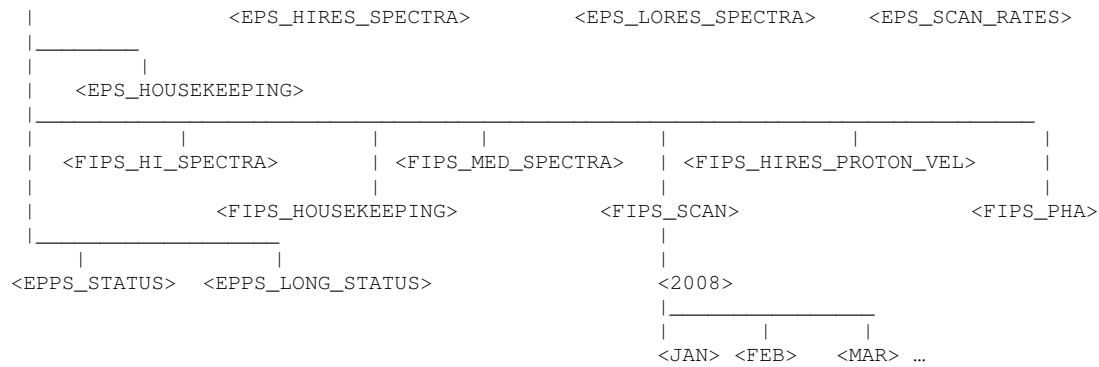 <EPS_HIRES_SPECTRA> <EPS_LORES_SPECTRA> <EPS_SCAN_RATES>
<EPS_HOUSEKEEPING>
<FIPS_HI_SPECTRA> <FIPS_MED_SPECTRA> <FIPS_HIRES_PROTON_VEL>
<FIPS_HOUSEKEEPING> <FIPS_SCAN> <FIPS_PHA>
<EPPS_STATUS> <EPPS_LONG_STATUS> <2008>
<JAN> <FEB> <MAR> …